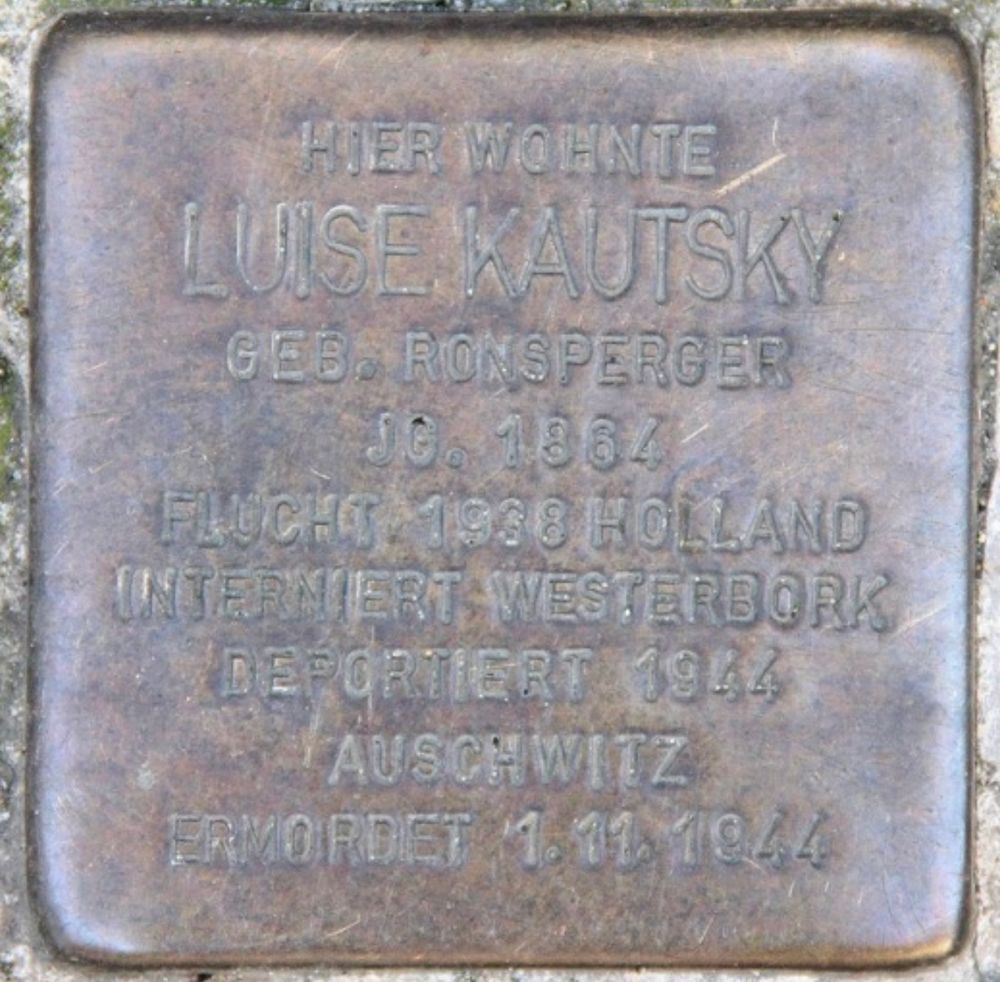 HIER WOHNTE
LUISE KAUTSKY
GEB. RONSPERGER
JG. 1864
FLUCHT 1938 HOLLAND
INTERNIERT WESTERBORK
DEPORTIERT 1944
AUSCHWITZ
ERMORDET 1.11.1944